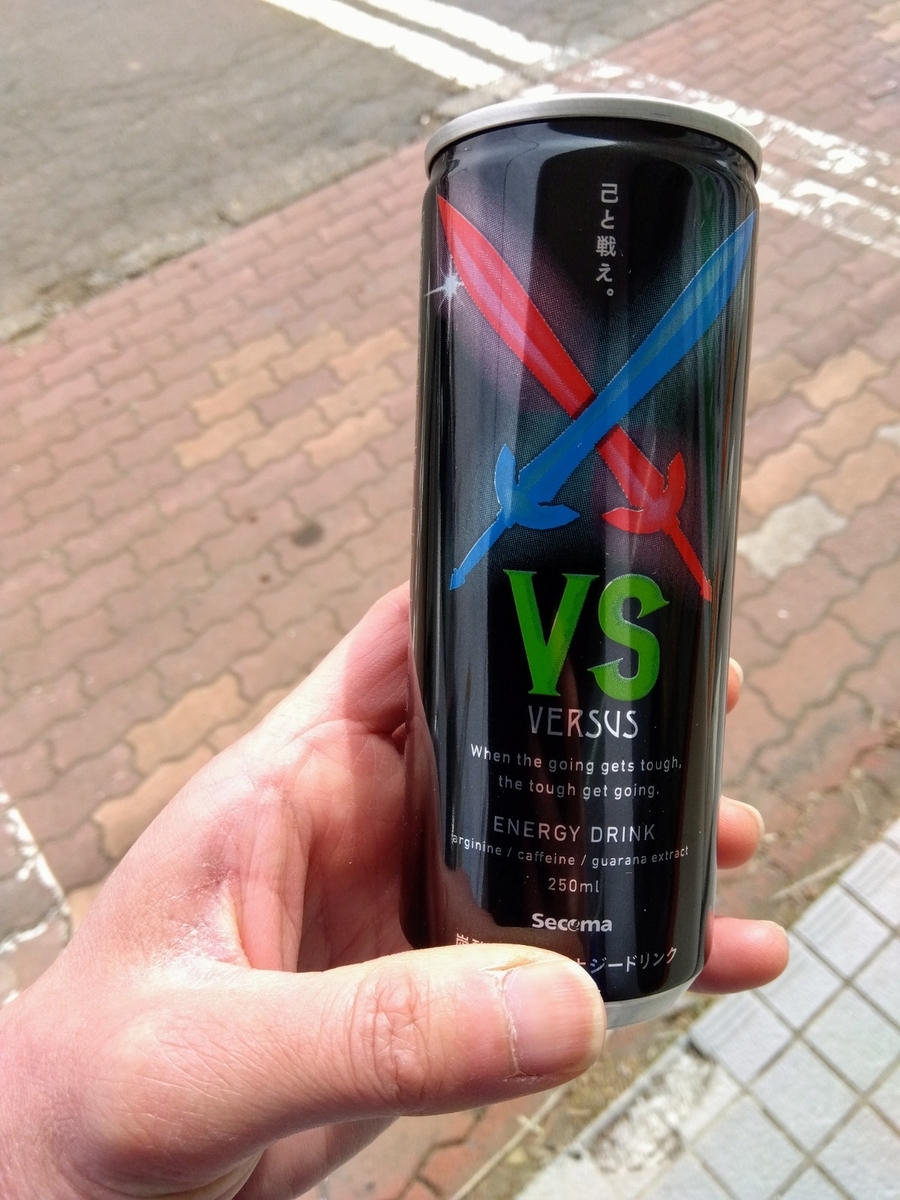 己と戦え。
VS
VERSUS
When the going gets tough,
the tough get going.
ENERGY DRINK
arginine / caffeine / guarana extract
250ml
Secoma
ジードリンク